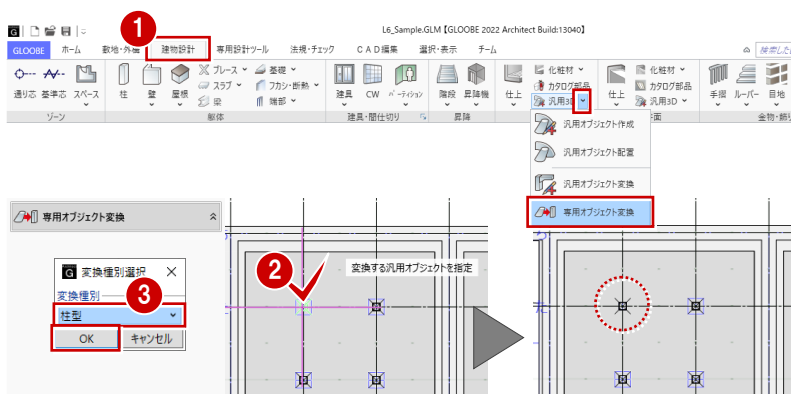 1
L6_Sample.GLM【GLOOBE 2022 Architect Build:13040】
GLOOBE ホーム 敷地・外構 建物設計 専用設計ツール 法規・チェック CAD編集 選択・表示 チーム
ブレース 基礎 化粧材 化粧材
スラブ フカシ・断熱 カタログ部品 カタログ部品
梁 端部 汎用3D 汎用3D
通り芯 基準芯 スペース 柱 壁 屋根 建具 CW パーティション 階段 昇降機 仕上 仕上 手摺 ルーバー 目地
ゾーン 躯体 建具・間仕切り 昇降 面
汎用オブジェクト作成
汎用オブジェクト配置
汎用オブジェクト変換
専用オブジェクト変換
専用オブジェクト変換
G 変換種別選択
変換種別
3
柱型
OK キャンセル
2
変換する汎用オブジェクトを指定